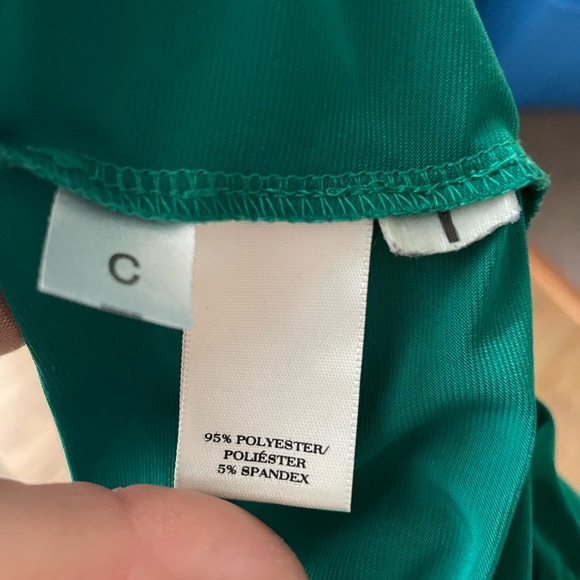 C
95% POLYESTER/
POLIÉSTER
5% SPANDEX